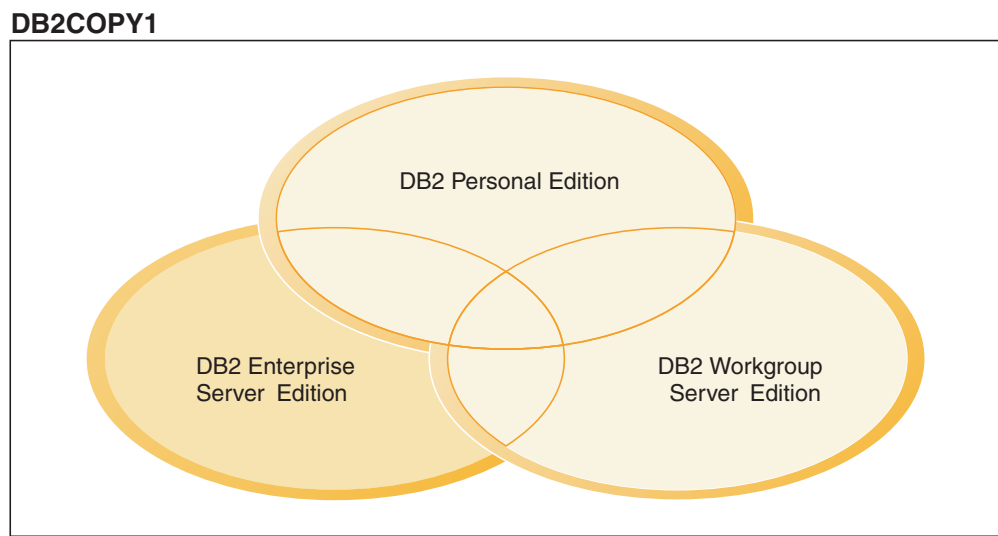 DB2COPY1
DB2 Personal Edition
DB2 Enterprise
Server Edition
DB2 Workgroup
Server Edition